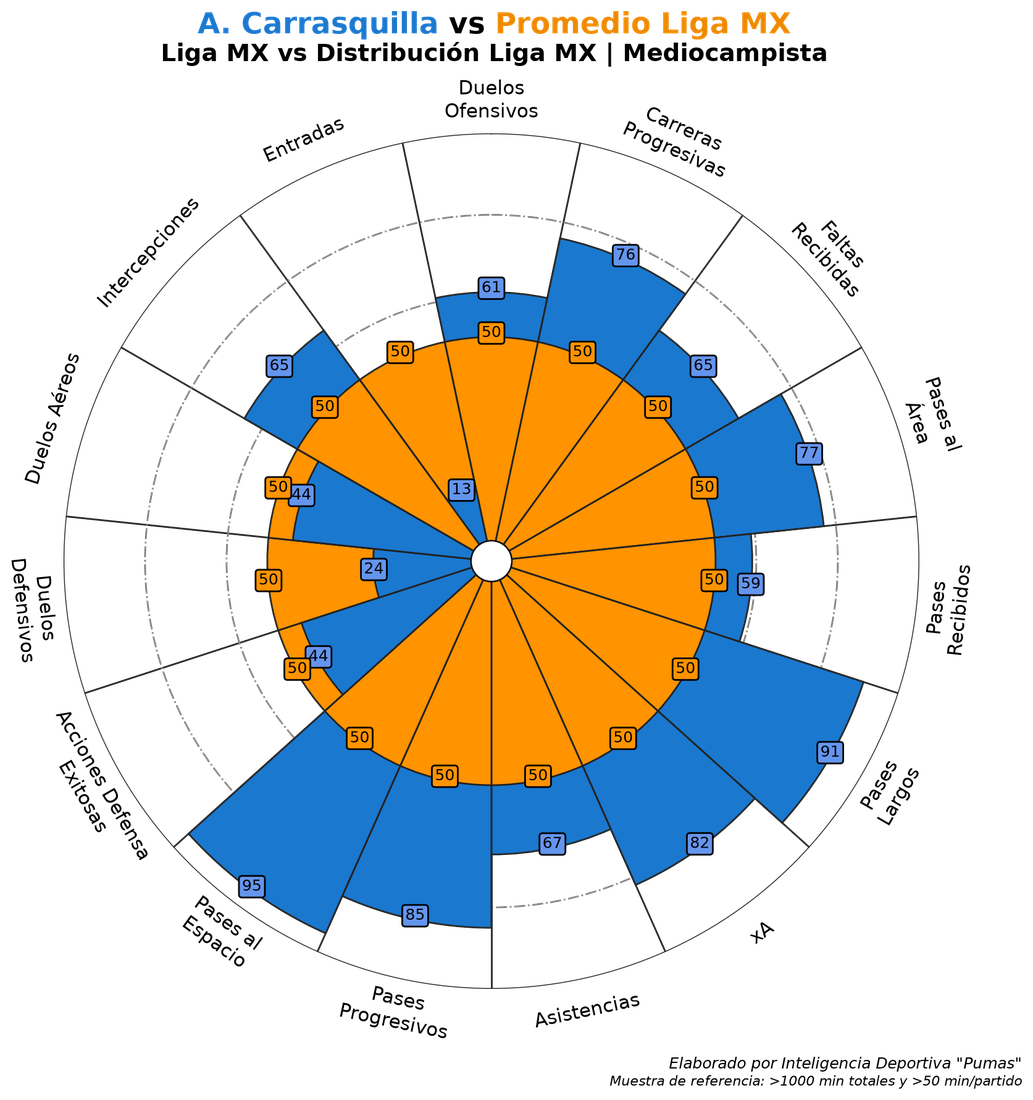 A. Carrasquilla vs Promedio Liga MX
Liga MX vs Distribución Liga MX | Mediocampista
Duelos
Ofensivos
61
50
Carreras
Progresivas
76
50
Faltas
Recibidas
65
50
Pases al
Área
77
50
Pases
Recibidos
59
50
Pases
Largos
91
50
xA
82
50
Asistencias
67
50
Pases
Progresivos
85
50
Pases al
Espacio
95
50
Acciones Defensa
Exitosas
44
50
Duelos
Defensivos
24
50
Duelos Aéreos
44
50
Intercepciones
65
50
Entradas
13
50
Elaborado por Inteligencia Deportiva "Pumas"
Muestra de referencia: >1000 min totales y >50 min/partido